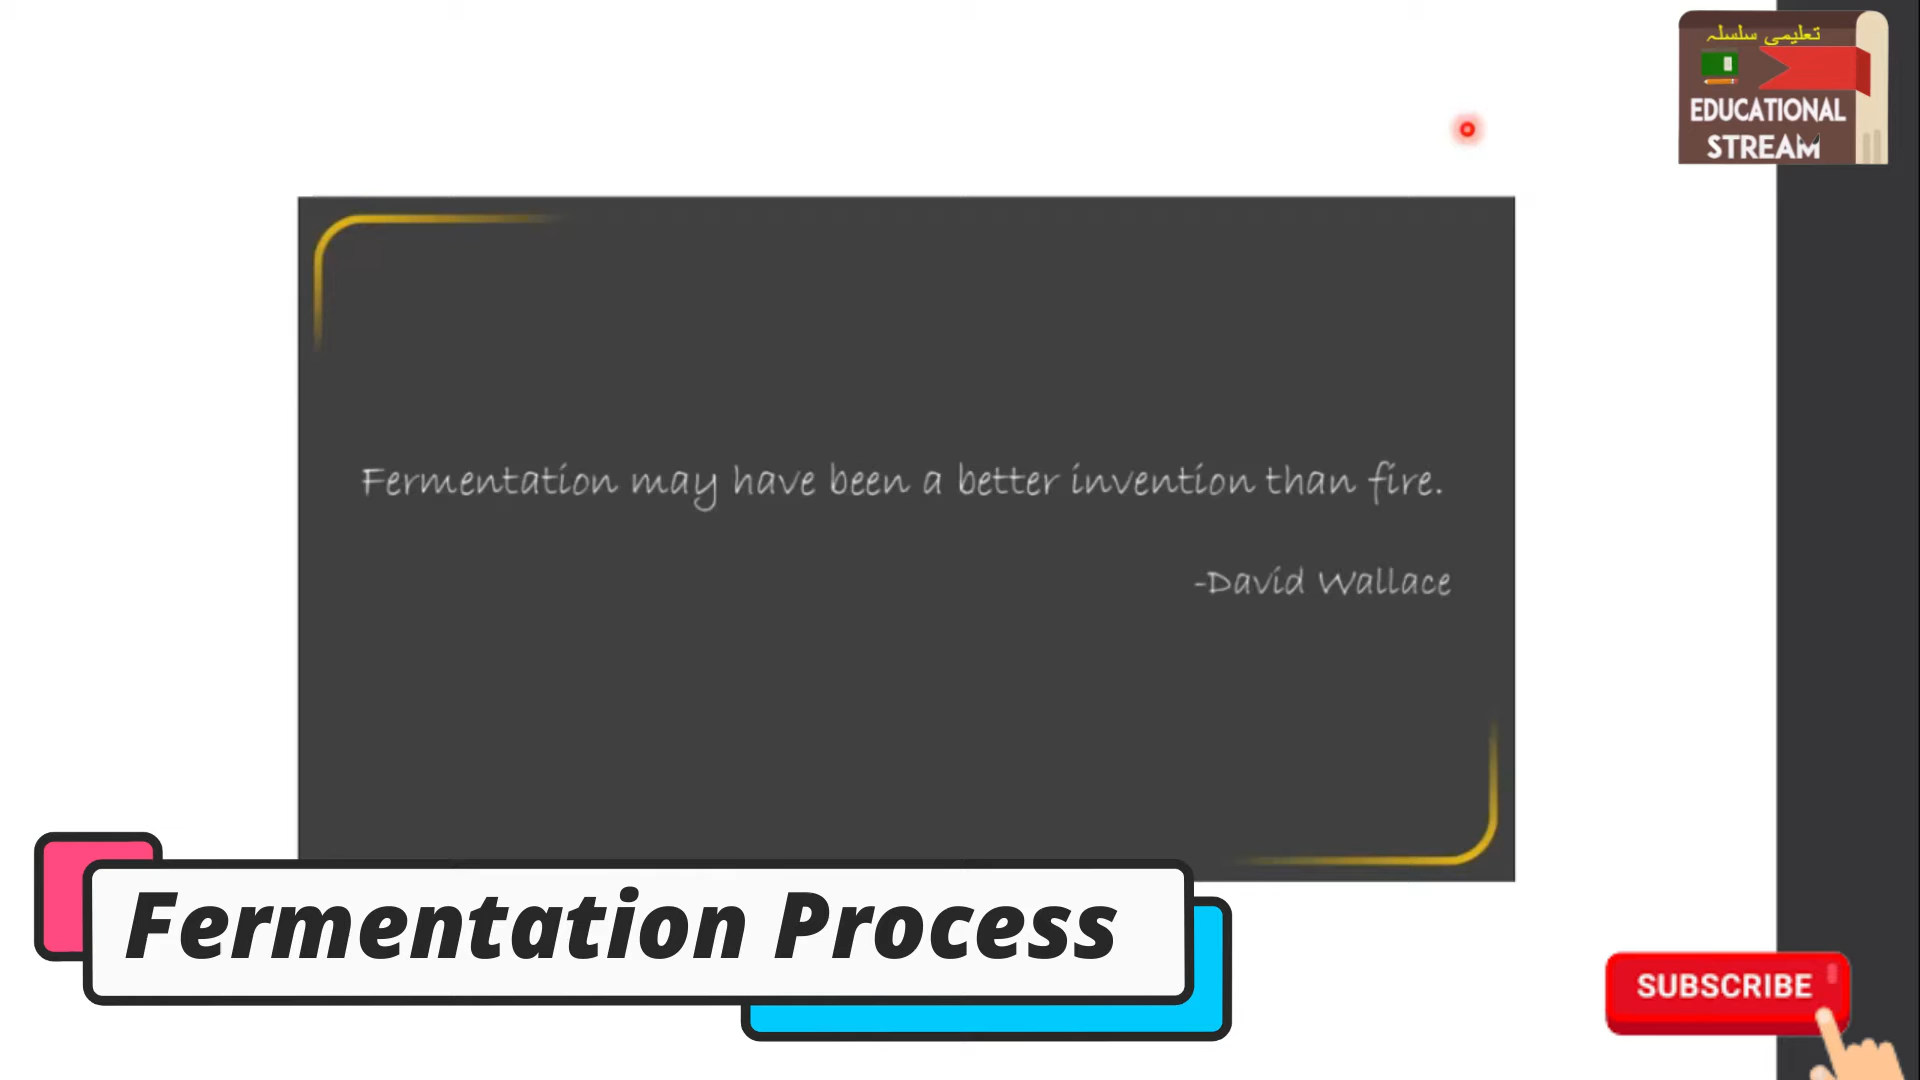 تعلیمی سلسلہ
EDUCATIONAL
STREAM
Fermentation may have been a better invention than fire.
-David Wallace
Fermentation Process
SUBSCRIBE